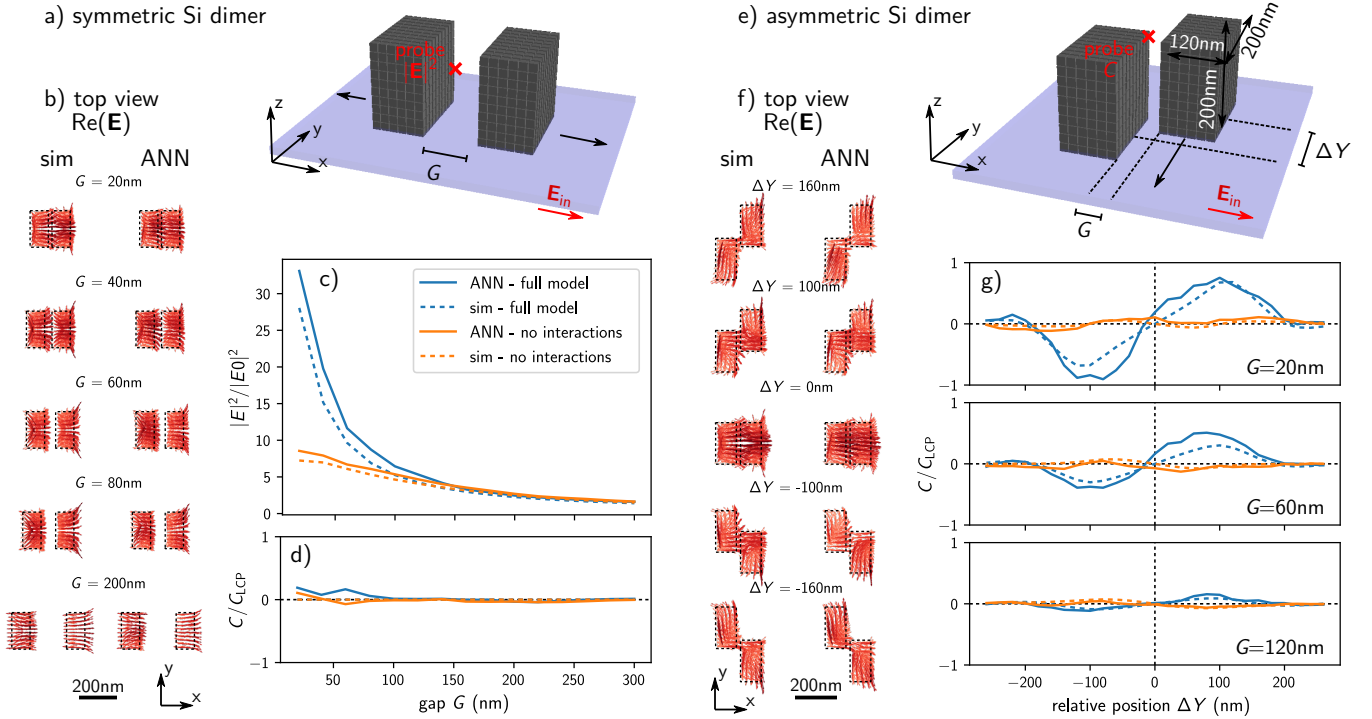 a) symmetric Si dimer
probe
|E|²
z
y
x
G
E_in
b) top view
Re(E)
sim ANN
G = 20nm
G = 40nm
G = 60nm
G = 80nm
G = 200nm
200nm
y
x
c)
ANN - full model
sim - full model
ANN - no interactions
sim - no interactions
|E|²/|E0|²
30
25
20
15
10
5
0
d)
C/C_LCP
1
0
−1
50 100 150 200 250 300
gap G (nm)
e) asymmetric Si dimer
probe
C
120nm
200nm
200nm
z
y
x
G
ΔY
E_in
f) top view
Re(E)
sim ANN
ΔY = 160nm
ΔY = 100nm
ΔY = 0nm
ΔY = -100nm
ΔY = -160nm
y
x
200nm
g)
1
0
−1
G=20nm
C/C_LCP
1
0
−1
G=60nm
1
0
−1
G=120nm
−200 −100 0 100 200
relative position ΔY (nm)